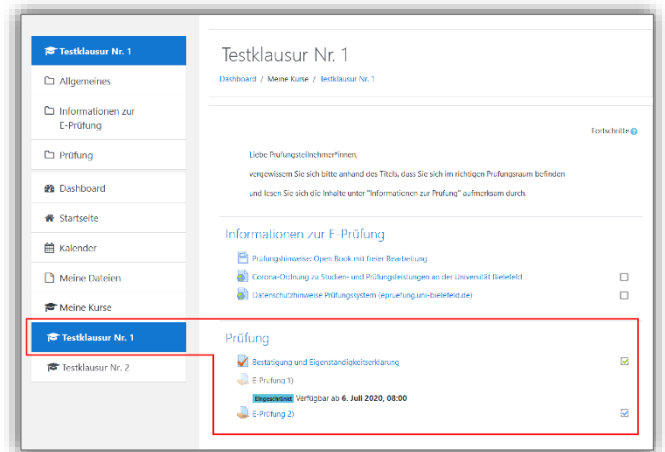 Testklausur Nr. 1
Allgemeines
Informationen zur
E-Prüfung
Prüfung
Dashboard
Startseite
Kalender
Meine Dateien
Meine Kurse
Testklausur Nr. 1
Testklausur Nr. 2
Testklausur Nr. 1
Dashboard / Meine Kurse / Testklausur Nr. 1
Fortschritte
Liebe Prüfungsteilnehmer*innen,
vergewissern Sie sich bitte anhand des Titels, dass Sie sich im richtigen Prüfungsraum befinden
und lesen Sie sich die Inhalte unter "Informationen zur Prüfung" aufmerksam durch.
Informationen zur E-Prüfung
Prüfungshinweise: Open Book mit freier Bearbeitung
Corona-Ordnung zu Studien- und Prüfungsleistungen an der Universität Bielefeld
Datenschutzhinweise Prüfungssystem (epruefung.uni-bielefeld.de)
Prüfung
Bestätigung und Eigenständigkeitserklärung
E-Prüfung 1)
Eingeschränkt Verfügbar ab 6. Juli 2020, 08:00
E-Prüfung 2)